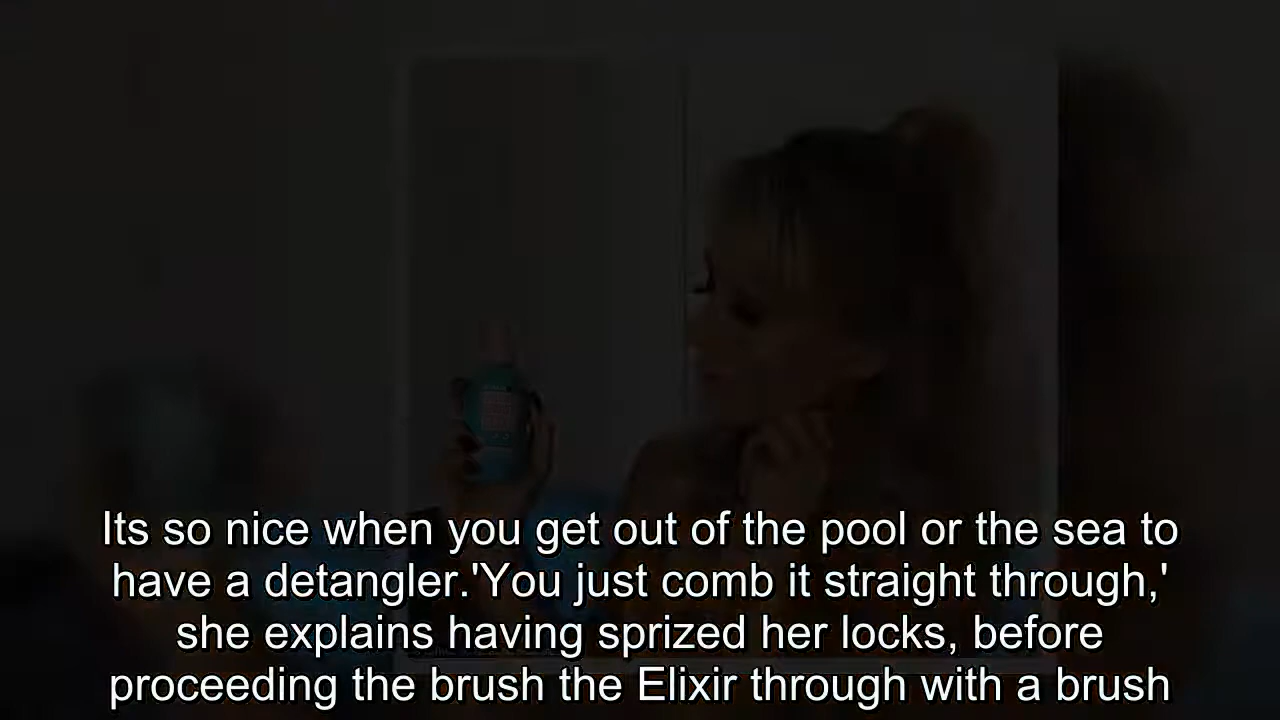 Its so nice when you get out of the pool or the sea to
have a detangler.'You just comb it straight through,'
she explains having sprized her locks, before
proceeding the brush the Elixir through with a brush